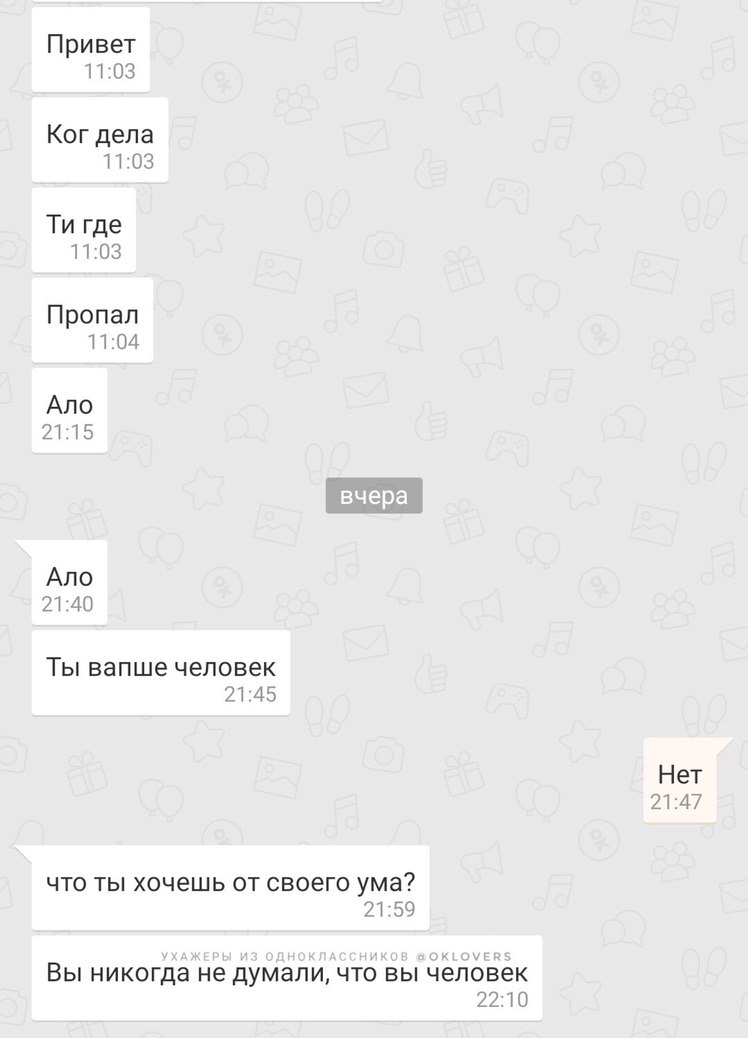 Привет
11:03
Ког дела
11:03
Ти где
11:03
Пропал
11:04
Ало
21:15
вчера
Ало
21:40
Ты вапше человек
21:45
Нет
21:47
что ты хочешь от своего ума?
21:59
УХАЖЕРЫ ИЗ ОДНОКЛАССНИКОВ @OKLOVERS
Вы никогда не думали, что вы человек
22:10